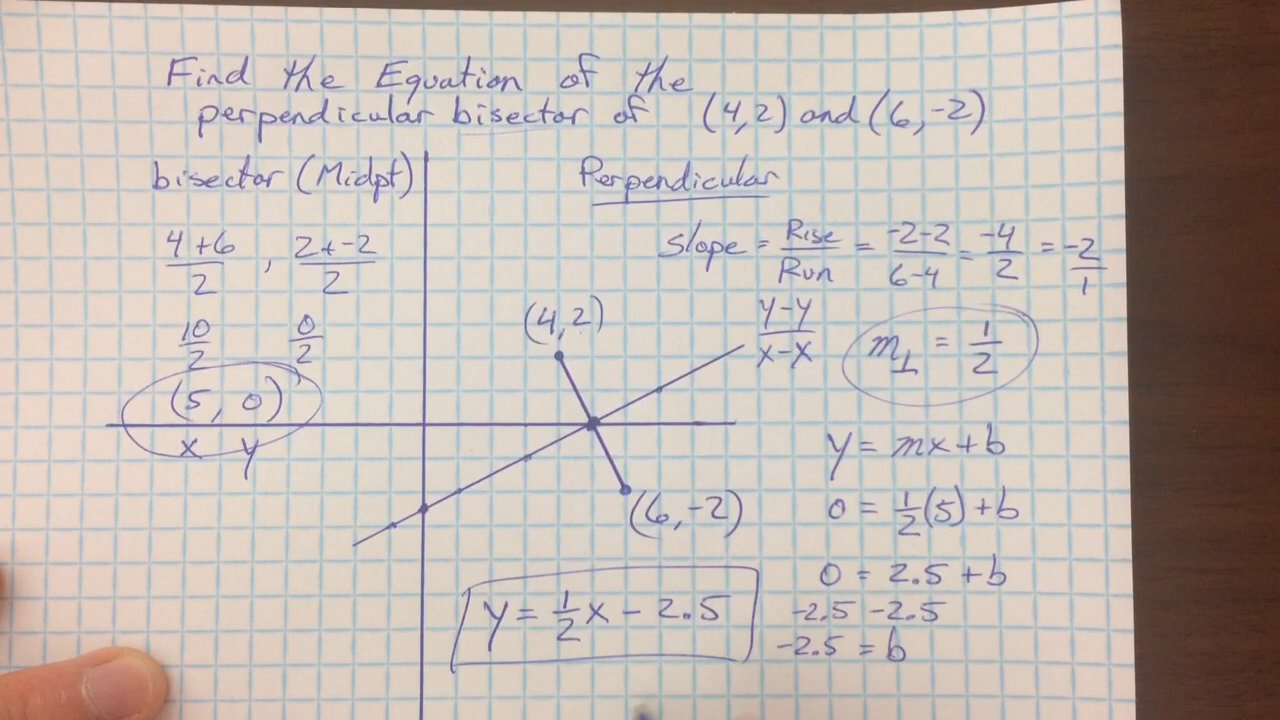 Find the Equation of the
perpendicular bisector of (4,2) and (6,-2)
bisector (Midpt)
4+6/2 , 2+-2/2
10/2 0/2
(5, 0)
x y
Perpendicular
Slope = Rise/Run = -2-2/6-4 = -4/2 = -2/1
y-y/x-x
m⊥ = 1/2
(4,2)
(6,-2)
y = mx+b
0 = 1/2(5)+b
0 = 2.5 +b
-2.5 -2.5
-2.5 = b
y = 1/2x - 2.5